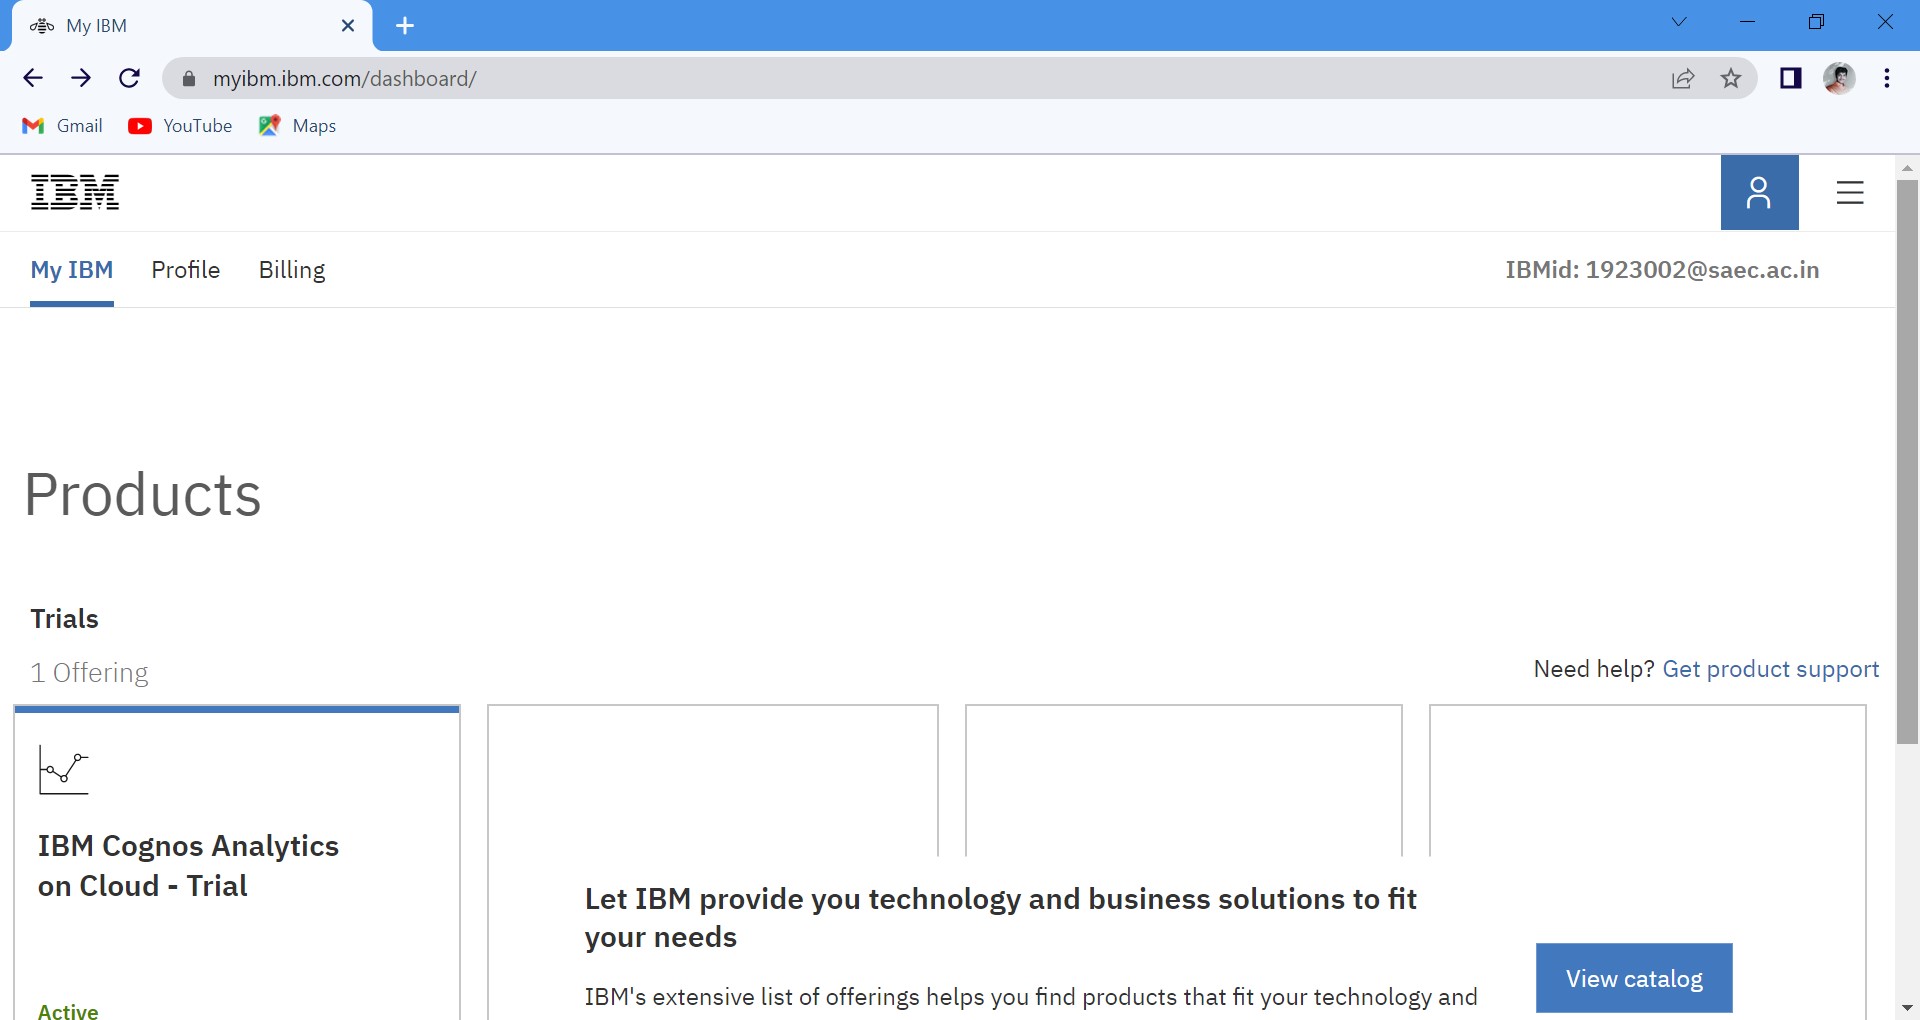 My IBM
myibm.ibm.com/dashboard/
Gmail YouTube Maps
IBM
My IBM Profile Billing IBMid: 1923002@saec.ac.in
Products
Trials
1 Offering
Need help? Get product support
IBM Cognos Analytics
on Cloud - Trial
Active
Let IBM provide you technology and business solutions to fit
your needs
IBM's extensive list of offerings helps you find products that fit your technology and
View catalog